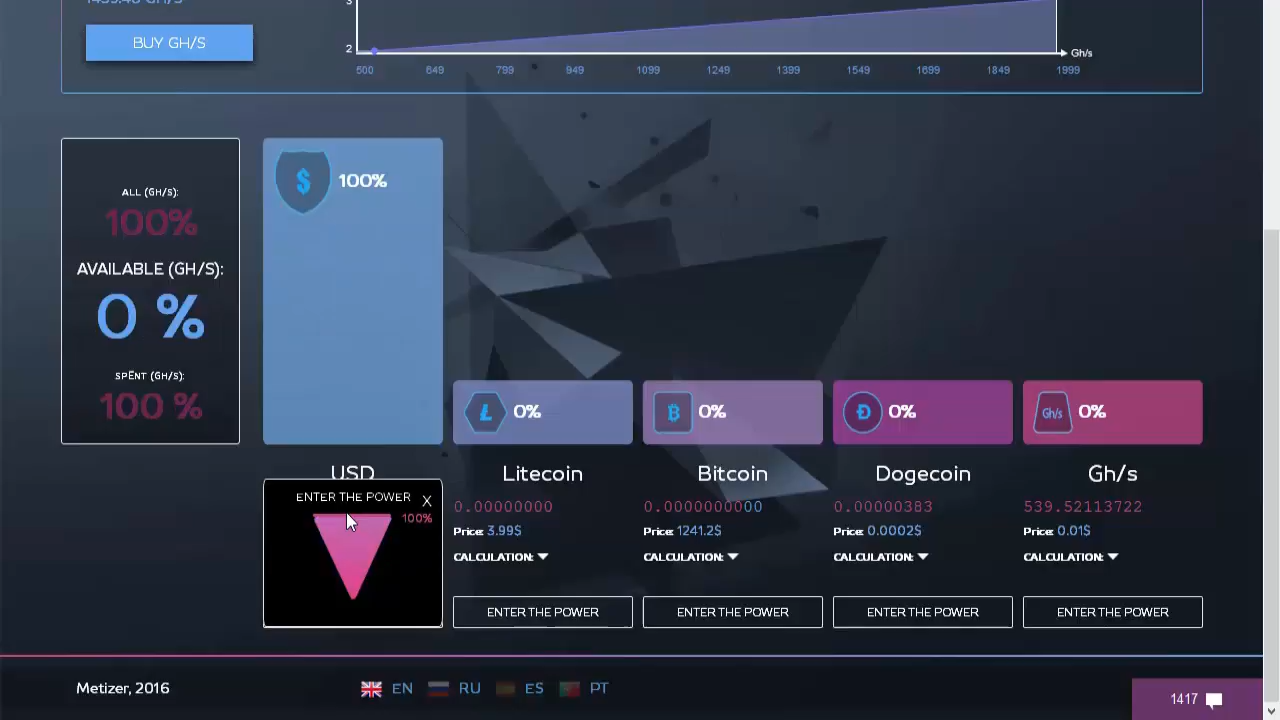 3
BUY GH/S
2
Gh/s
500 649 799 949 1099 1249 1399 1549 1699 1849 1999
ALL (GH/S):
100%
AVAILABLE (GH/S):
0 %
SPENT (GH/S):
100 %
$ 100%
Ł 0%
B 0%
Ð 0%
Gh/s 0%
USD
Litecoin
Bitcoin
Dogecoin
Gh/s
ENTER THE POWER X
100%
0.00000000
Price: 3.99$
CALCULATION:
ENTER THE POWER
0.0000000000
Price: 1241.2$
CALCULATION:
ENTER THE POWER
0.00000383
Price: 0.0002$
CALCULATION:
ENTER THE POWER
539.52113722
Price: 0.01$
CALCULATION:
ENTER THE POWER
Metizer, 2016
EN RU ES PT
1417